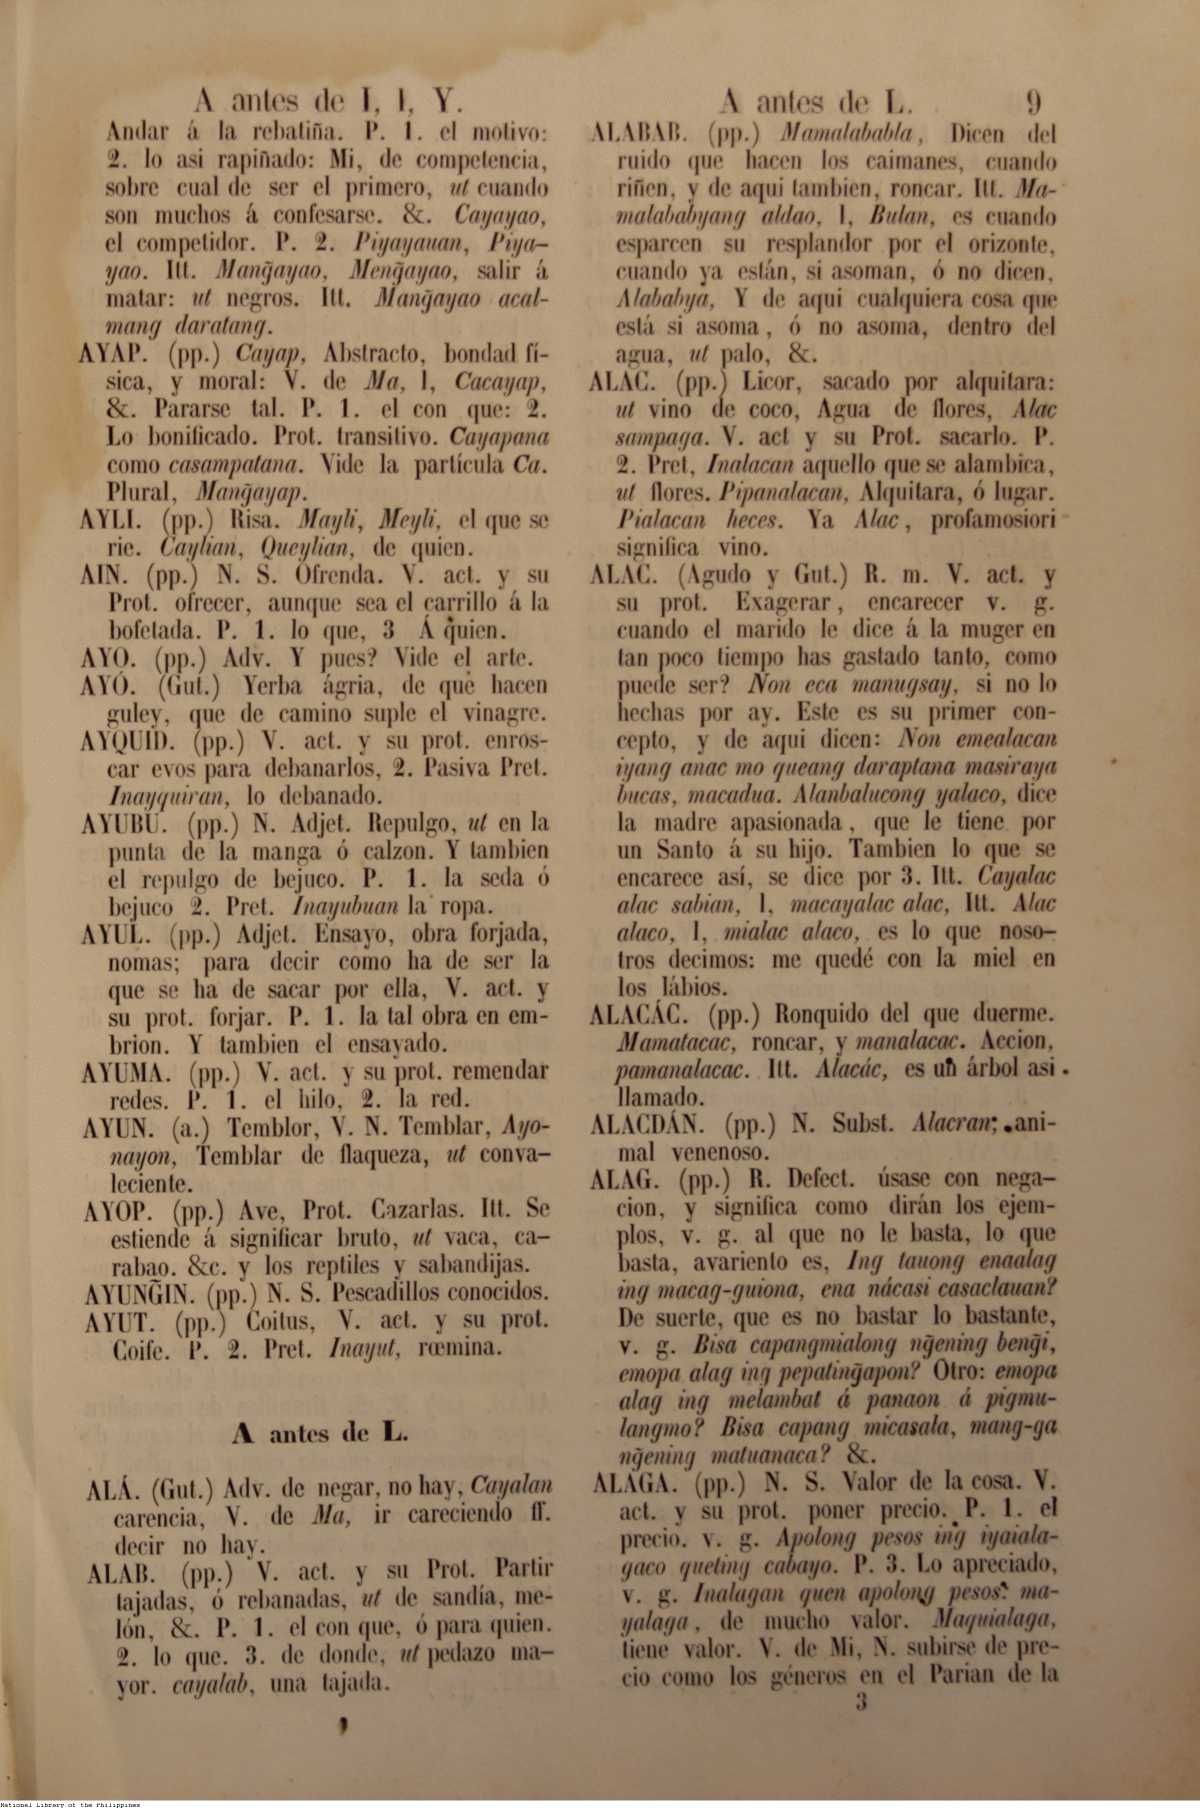 A antes de I, I, Y.
Andar á la rebatiña. P. 1. el motivo:
2. lo asi rapiñado: Mi, de competencia,
sobre cual de ser el primero, ut cuando
son muchos á confesarse. &. Cayayao,
el competidor. P. 2. Piyayauan, Piya-
yao. Itt. Mang̃ayao, Meng̃ayao, salir á
matar: ut negros. Itt. Mang̃ayao acal-
mang daratang.
AYAP. (pp.) Cayap, Abstracto, bondad fí-
sica, y moral: V. de Ma, l, Cacayap,
&. Pararse tal. P. 1. el con que: 2.
Lo bonificado. Prot. transitivo. Cayapana
como casampatana. Vide la partícula Ca.
Plural, Mang̃ayap.
AYLI. (pp.) Risa. Mayli, Meyli, el que se
rie. Caylian, Queylian, de quien.
AIN. (pp.) N. S. Ofrenda. V. act. y su
Prot. ofrecer, aunque sea el carrillo á la
bofetada. P. 1. lo que, 3 Á quien.
AYO. (pp.) Adv. Y pues? Vide el arte.
AYÓ. (Gut.) Yerba ágria, de que hacen
guley, que de camino suple el vinagre.
AYQUID. (pp.) V. act. y su prot. enros-
car evos para debanarlos, 2. Pasiva Pret.
Inayquiran, lo debanado.
AYUBU. (pp.) N. Adjet. Repulgo, ut en la
punta de la manga ó calzon. Y tambien
el repulgo de bejuco. P. 1. la seda ó
bejuco 2. Pret. Inayubuan la ropa.
AYUL. (pp.) Adjet. Ensayo, obra forjada,
nomas; para decir como ha de ser la
que se ha de sacar por ella, V. act. y
su prot. forjar. P. 1. la tal obra en em-
brion. Y tambien el ensayado.
AYUMA. (pp.) V. act. y su prot. remendar
redes. P. 1. el hilo, 2. la red.
AYUN. (a.) Temblor, V. N. Temblar, Ayo-
nayon, Temblar de flaqueza, ut conva-
leciente.
AYOP. (pp.) Ave, Prot. Cazarlas. Itt. Se
estiende á significar bruto, ut vaca, ca-
rabao. &c. y los reptiles y sabandijas.
AYUNG̃IN. (pp.) N. S. Pescadillos conocidos.
AYUT. (pp.) Coitus, V. act. y su prot.
Coife. P. 2. Pret. Inayut, rœmina.
A antes de L.
ALÁ. (Gut.) Adv. de negar, no hay, Cayalan
carencia, V. de Ma, ir careciendo ff.
decir no hay.
ALAB. (pp.) V. act. y su Prot. Partir
tajadas, ó rebanadas, ut de sandía, me-
lón, &. P. 1. el con que, ó para quien.
2. lo que. 3. de donde, ut pedazo ma-
yor. cayalab, una tajada.
A antes de L. 9
ALABAB. (pp.) Mamalababla, Dicen del
ruido que hacen los caimanes, cuando
riñen, y de aqui tambien, roncar. Itt. Ma-
malababyang aldao, l, Bulan, es cuando
esparcen su resplandor por el orizonte,
cuando ya están, si asoman, ó no dicen,
Alababya, Y de aqui cualquiera cosa que
está si asoma, ó no asoma, dentro del
agua, ut palo, &.
ALAC. (pp.) Licor, sacado por alquitara:
ut vino de coco, Agua de flores, Alac
sampaga. V. act y su Prot. sacarlo. P.
2. Pret, Inalacan aquello que se alambica,
ut flores. Pipanalacan, Alquitara, ó lugar.
Pialacan heces. Ya Alac, profamosiori
significa vino.
ALAC. (Agudo y Gut.) R. m. V. act. y
su prot. Exagerar, encarecer v. g.
cuando el marido le dice á la muger en
tan poco tiempo has gastado tanto, como
puede ser? Non eca manugsay, si no lo
hechas por ay. Este es su primer con-
cepto, y de aqui dicen: Non emealacan
iyang anac mo queang daraptana masiraya
bucas, macadua. Alanbalucong yalaco, dice
la madre apasionada, que le tiene por
un Santo á su hijo. Tambien lo que se
encarece así, se dice por 3. Itt. Cayalac
alac sabian, l, macayalac alac, Itt. Alac
alaco, l, mialac alaco, es lo que noso-
tros decimos: me quedé con la miel en
los lábios.
ALACÁC. (pp.) Ronquido del que duerme.
Mamatacac, roncar, y manalacac. Accion,
pamanalacac. Itt. Alacác, es un árbol asi
llamado.
ALACDÁN. (pp.) N. Subst. Alacran; ani-
mal venenoso.
ALAG. (pp.) R. Defect. úsase con nega-
cion, y significa como dirán los ejem-
plos, v. g. al que no le basta, lo que
basta, avariento es, Ing tauong enaalag
ing macag-guiona, ena nácasi casaclauan?
De suerte, que es no bastar lo bastante,
v. g. Bisa capangmialong ng̃ening beng̃i,
emopa alag ing pepating̃apon? Otro: emopa
alag ing melambat á panaon á pigmu-
langmo? Bisa capang micasala, mang-ga
ng̃ening matuanaca? &.
ALAGA. (pp.) N. S. Valor de la cosa. V.
act. y su prot. poner precio. P. 1. el
precio. v. g. Apolong pesos ing iyaiala-
gaco queting cabayo. P. 3. Lo apreciado,
v. g. Inalagan quen apolong pesos: ma-
yalaga, de mucho valor. Maquialaga,
tiene valor. V. de Mi, N. subirse de pre-
cio como los géneros en el Parian de la
3
National Library of the Philippines